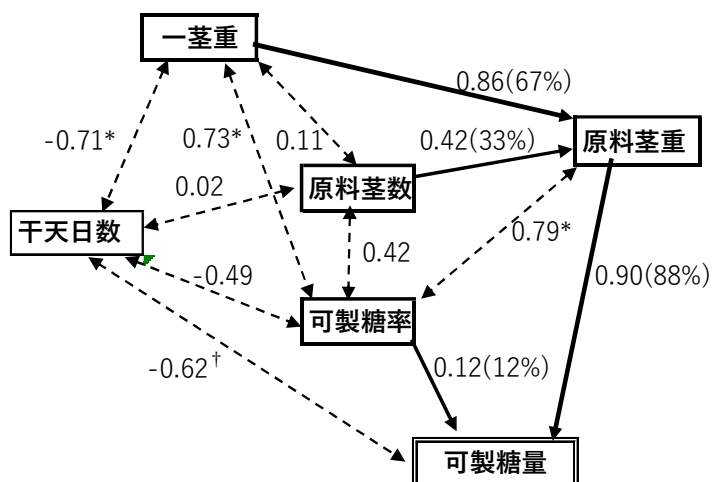 一茎重
0.86(67%)
-0.71*
0.73*
0.11
0.42(33%)
原料茎重
0.02
原料茎数
干天日数
0.79*
0.42
-0.49
0.90(88%)
可製糖率
-0.62†
0.12(12%)
可製糖量